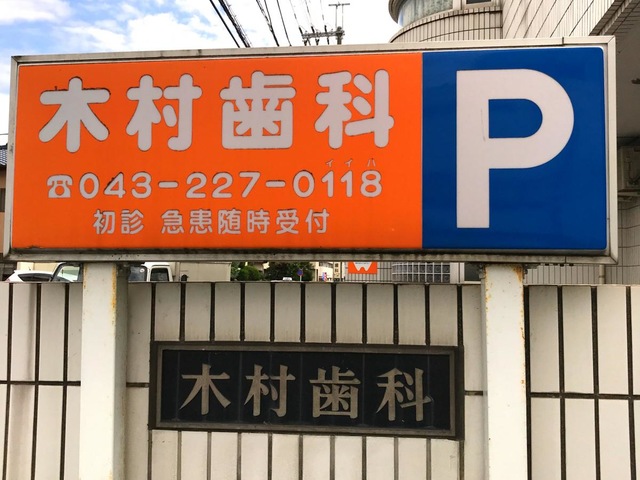 木村歯科
イイハ
☎043-227-0118
初診 急患随時受付
P
木村歯科